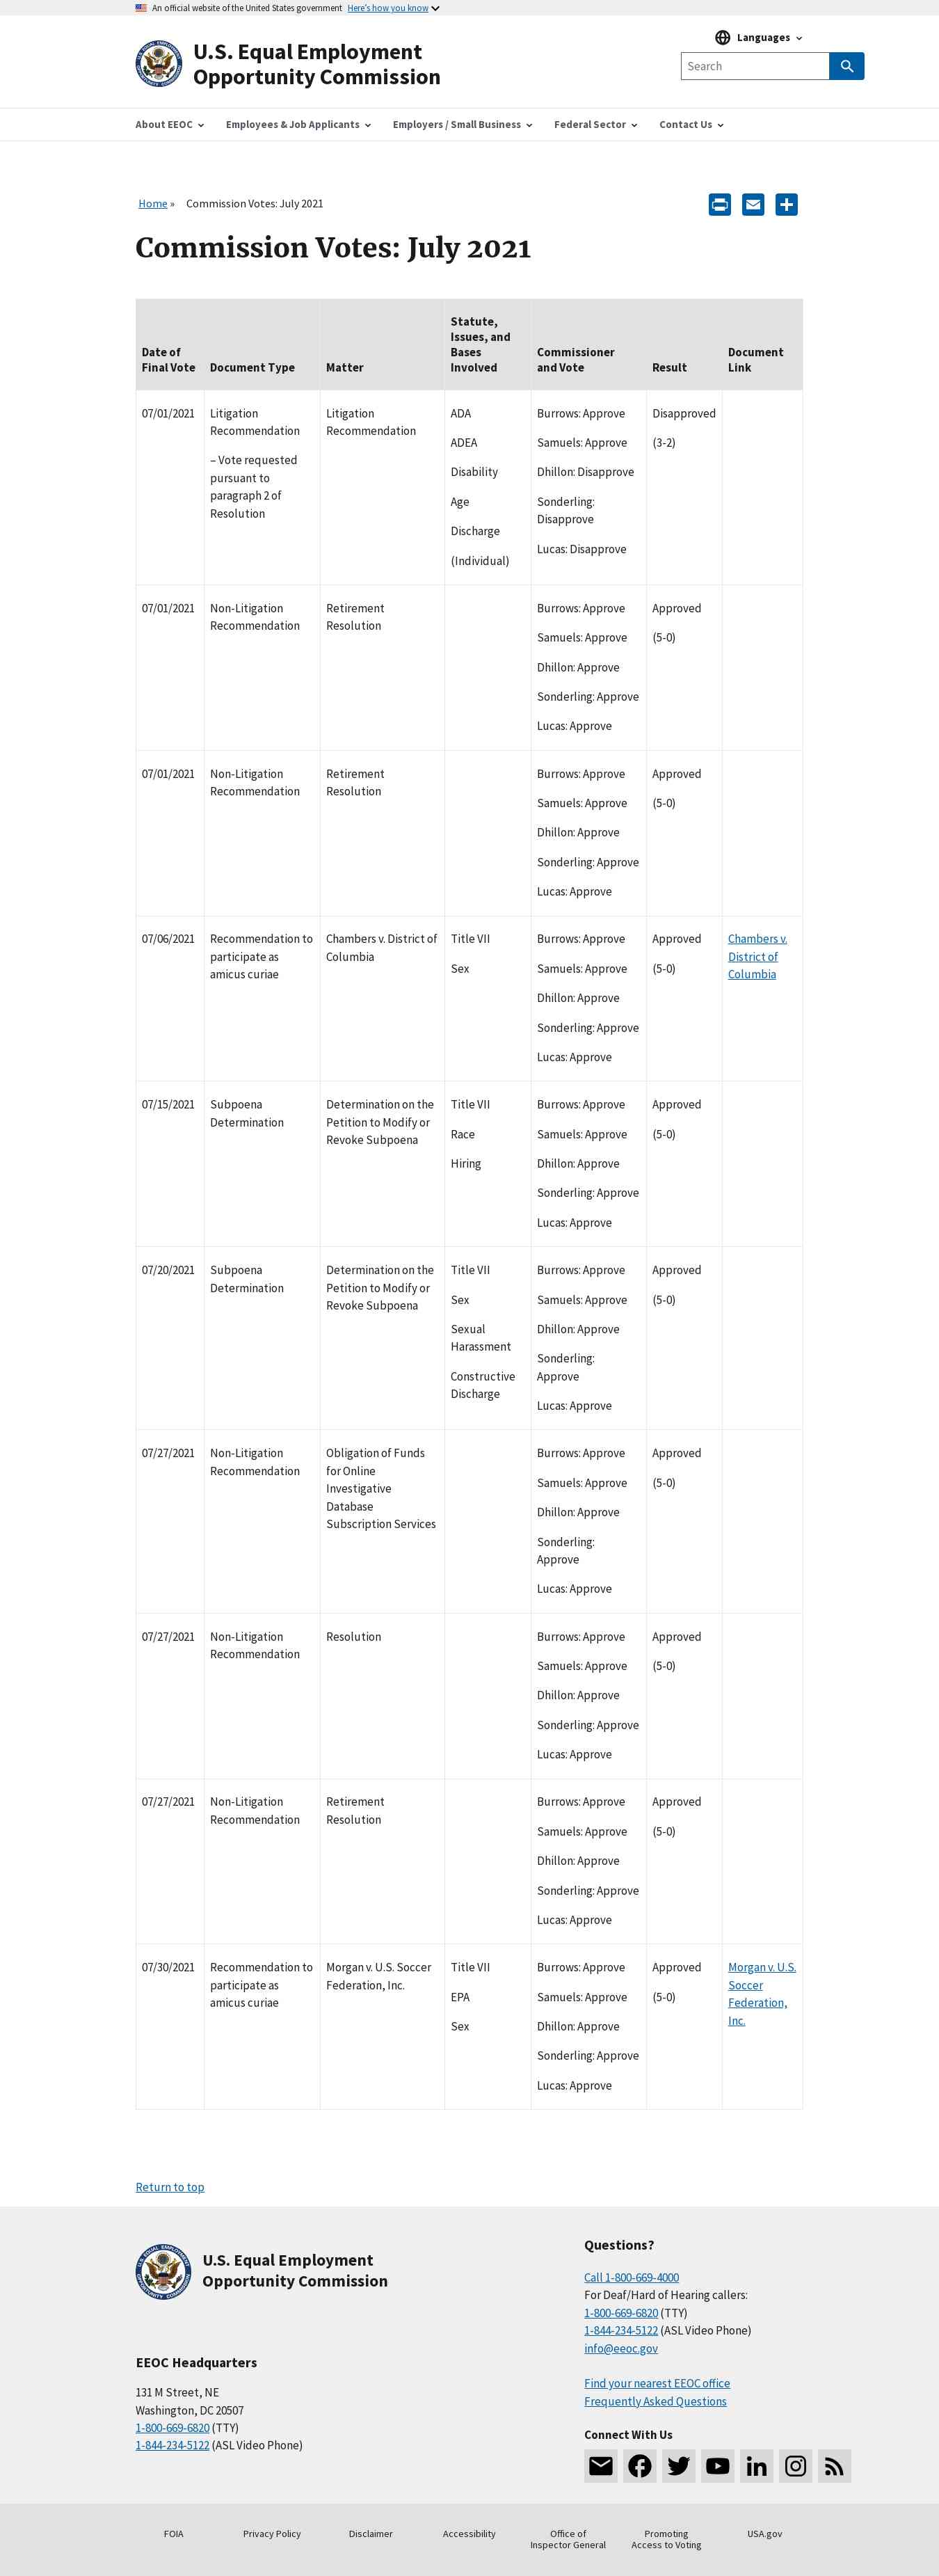 An official website of the United States government Here's how you know
U.S. Equal Employment
Opportunity Commission
Languages
Search
About EEOC
Employees & Job Applicants
Employers / Small Business
Federal Sector
Contact Us
Home » Commission Votes: July 2021
Commission Votes: July 2021
Date of
Final Vote
Document Type
Matter
Statute,
Issues, and
Bases
Involved
Commissioner
and Vote
Result
Document
Link
07/01/2021
Litigation
Recommendation
– Vote requested
pursuant to
paragraph 2 of
Resolution
Litigation
Recommendation
ADA
ADEA
Disability
Age
Discharge
(Individual)
Burrows: Approve
Samuels: Approve
Dhillon: Disapprove
Sonderling:
Disapprove
Lucas: Disapprove
Disapproved
(3-2)
07/01/2021
Non-Litigation
Recommendation
Retirement
Resolution
Burrows: Approve
Samuels: Approve
Dhillon: Approve
Sonderling: Approve
Lucas: Approve
Approved
(5-0)
07/01/2021
Non-Litigation
Recommendation
Retirement
Resolution
Burrows: Approve
Samuels: Approve
Dhillon: Approve
Sonderling: Approve
Lucas: Approve
Approved
(5-0)
07/06/2021
Recommendation to
participate as
amicus curiae
Chambers v. District of
Columbia
Title VII
Sex
Burrows: Approve
Samuels: Approve
Dhillon: Approve
Sonderling: Approve
Lucas: Approve
Approved
(5-0)
Chambers v.
District of
Columbia
07/15/2021
Subpoena
Determination
Determination on the
Petition to Modify or
Revoke Subpoena
Title VII
Race
Hiring
Burrows: Approve
Samuels: Approve
Dhillon: Approve
Sonderling: Approve
Lucas: Approve
Approved
(5-0)
07/20/2021
Subpoena
Determination
Determination on the
Petition to Modify or
Revoke Subpoena
Title VII
Sex
Sexual
Harassment
Constructive
Discharge
Burrows: Approve
Samuels: Approve
Dhillon: Approve
Sonderling:
Approve
Lucas: Approve
Approved
(5-0)
07/27/2021
Non-Litigation
Recommendation
Obligation of Funds
for Online
Investigative
Database
Subscription Services
Burrows: Approve
Samuels: Approve
Dhillon: Approve
Sonderling:
Approve
Lucas: Approve
Approved
(5-0)
07/27/2021
Non-Litigation
Recommendation
Resolution
Burrows: Approve
Samuels: Approve
Dhillon: Approve
Sonderling: Approve
Lucas: Approve
Approved
(5-0)
07/27/2021
Non-Litigation
Recommendation
Retirement
Resolution
Burrows: Approve
Samuels: Approve
Dhillon: Approve
Sonderling: Approve
Lucas: Approve
Approved
(5-0)
07/30/2021
Recommendation to
participate as
amicus curiae
Morgan v. U.S. Soccer
Federation, Inc.
Title VII
EPA
Sex
Burrows: Approve
Samuels: Approve
Dhillon: Approve
Sonderling: Approve
Lucas: Approve
Approved
(5-0)
Morgan v. U.S.
Soccer
Federation,
Inc.
Return to top
U.S. Equal Employment
Opportunity Commission
EEOC Headquarters
131 M Street, NE
Washington, DC 20507
1-800-669-6820 (TTY)
1-844-234-5122 (ASL Video Phone)
Questions?
Call 1-800-669-4000
For Deaf/Hard of Hearing callers:
1-800-669-6820 (TTY)
1-844-234-5122 (ASL Video Phone)
info@eeoc.gov
Find your nearest EEOC office
Frequently Asked Questions
Connect With Us
FOIA
Privacy Policy
Disclaimer
Accessibility
Office of
Inspector General
Promoting
Access to Voting
USA.gov